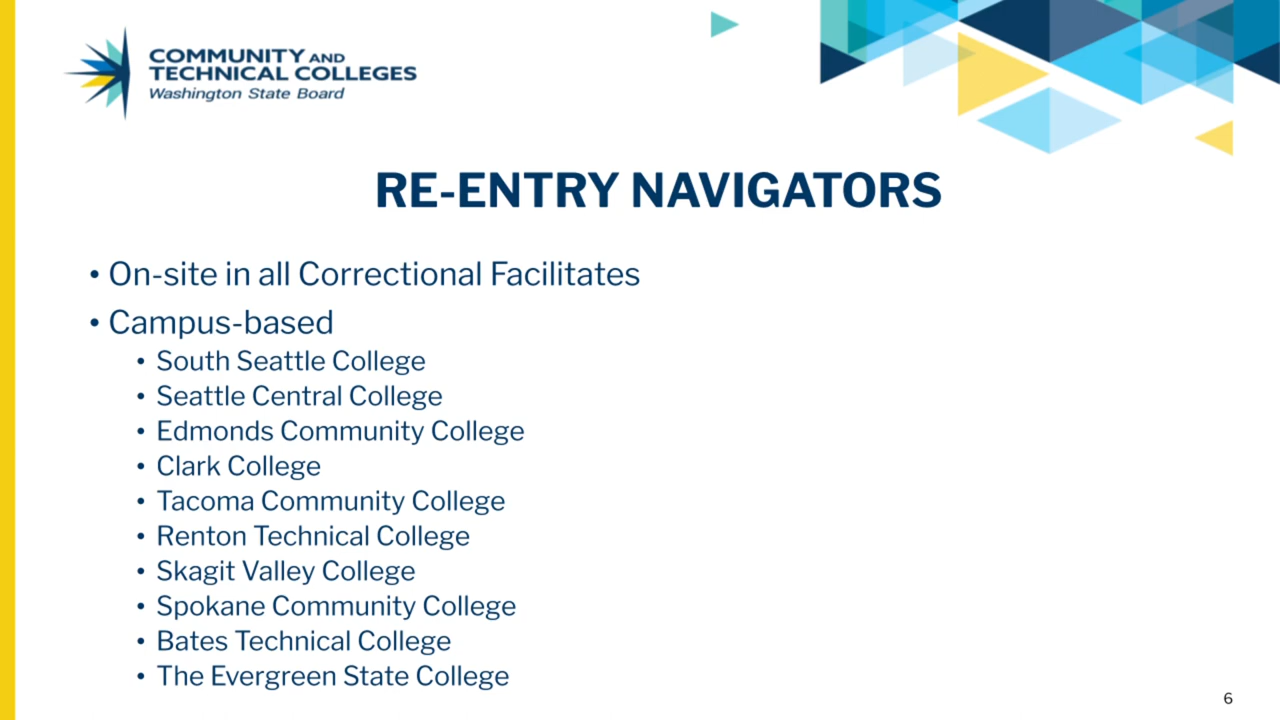 COMMUNITY AND
TECHNICAL COLLEGES
Washington State Board
RE-ENTRY NAVIGATORS
• On-site in all Correctional Facilitates
• Campus-based
• South Seattle College
• Seattle Central College
• Edmonds Community College
• Clark College
• Tacoma Community College
• Renton Technical College
• Skagit Valley College
• Spokane Community College
• Bates Technical College
• The Evergreen State College
6